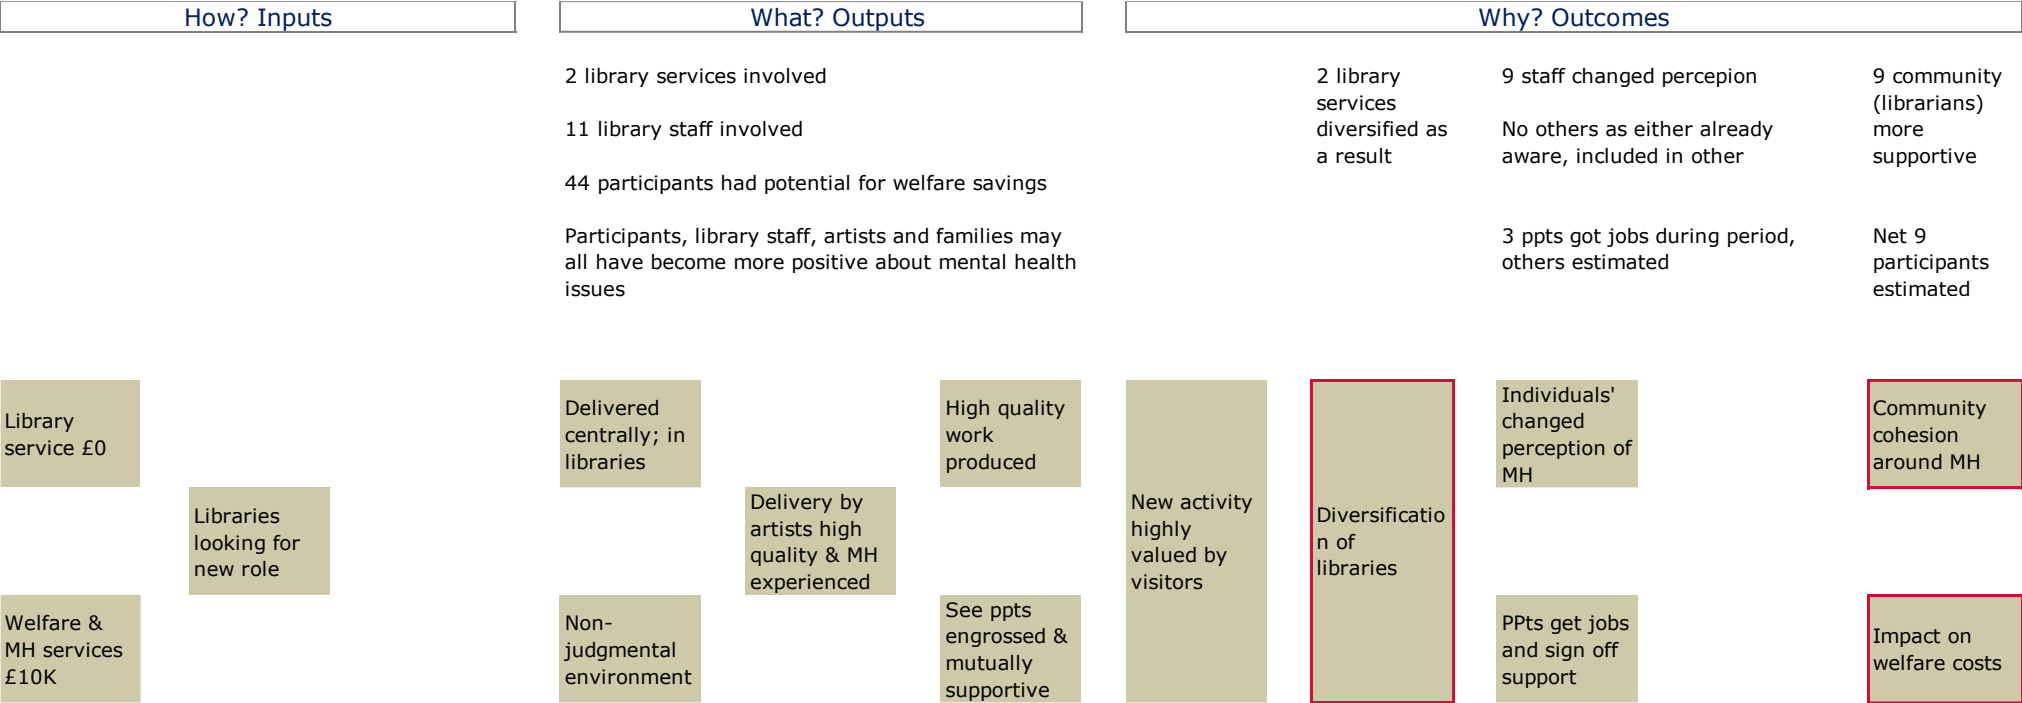 How? Inputs
What? Outputs
Why? Outcomes
2 library services involved
11 library staff involved
44 participants had potential for welfare savings
Participants, library staff, artists and families may
all have become more positive about mental health
issues
2 library
services
diversified as
a result
9 staff changed percepion
No others as either already
aware, included in other
3 ppts got jobs during period,
others estimated
9 community
(librarians)
more
supportive
Net 9
participants
estimated
Library
service £0
Libraries
looking for
new role
Welfare &
MH services
£10K
Delivered
centrally; in
libraries
Delivery by
artists high
quality & MH
experienced
Non-
judgmental
environment
High quality
work
produced
See ppts
engrossed &
mutually
supportive
New activity
highly
valued by
visitors
Diversificatio
n of
libraries
Individuals'
changed
perception of
MH
PPts get jobs
and sign off
support
Community
cohesion
around MH
Impact on
welfare costs